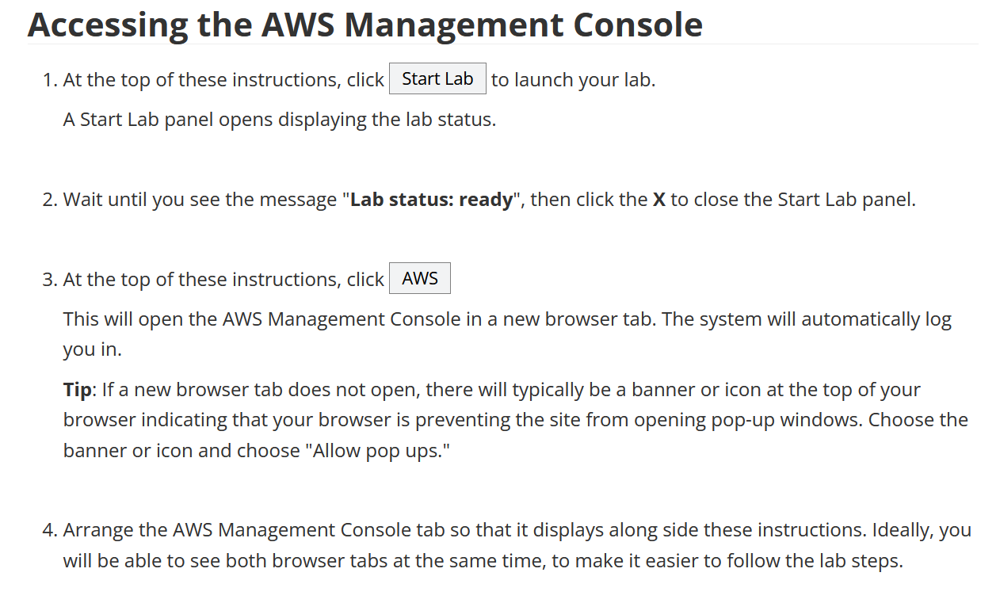 Accessing the AWS Management Console
1. At the top of these instructions, click Start Lab to launch your lab.
A Start Lab panel opens displaying the lab status.
2. Wait until you see the message "Lab status: ready", then click the X to close the Start Lab panel.
3. At the top of these instructions, click AWS
This will open the AWS Management Console in a new browser tab. The system will automatically log
you in.
Tip: If a new browser tab does not open, there will typically be a banner or icon at the top of your
browser indicating that your browser is preventing the site from opening pop-up windows. Choose the
banner or icon and choose "Allow pop ups."
4. Arrange the AWS Management Console tab so that it displays along side these instructions. Ideally, you
will be able to see both browser tabs at the same time, to make it easier to follow the lab steps.